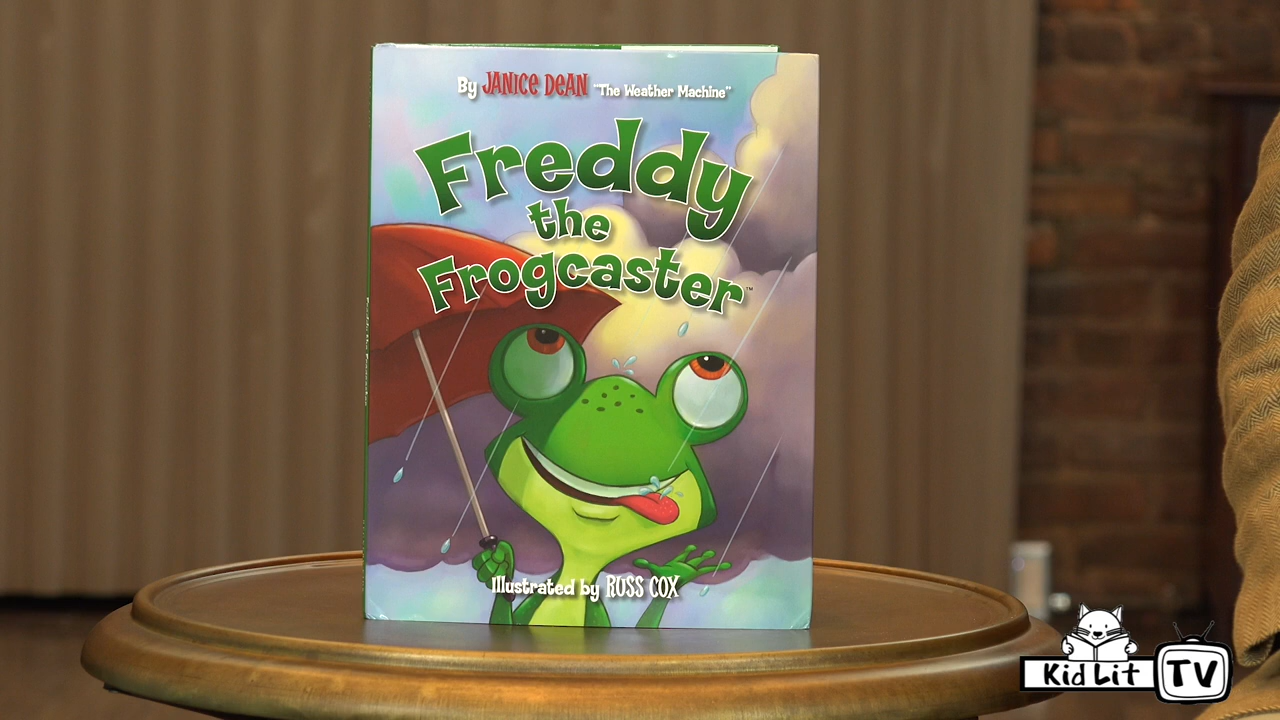 By JANICE DEAN "The Weather Machine"
Freddy
the
Frogcaster™
Illustrated by RUSS COX
Kid Lit TV